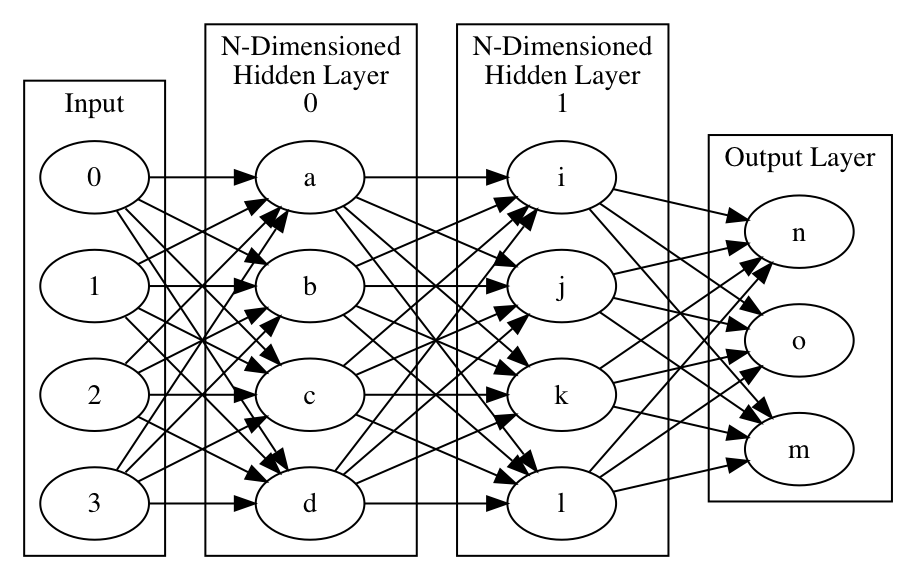 Input
0
1
2
3
N-Dimensioned
Hidden Layer
0
a
b
c
d
N-Dimensioned
Hidden Layer
1
i
j
k
l
Output Layer
n
o
m